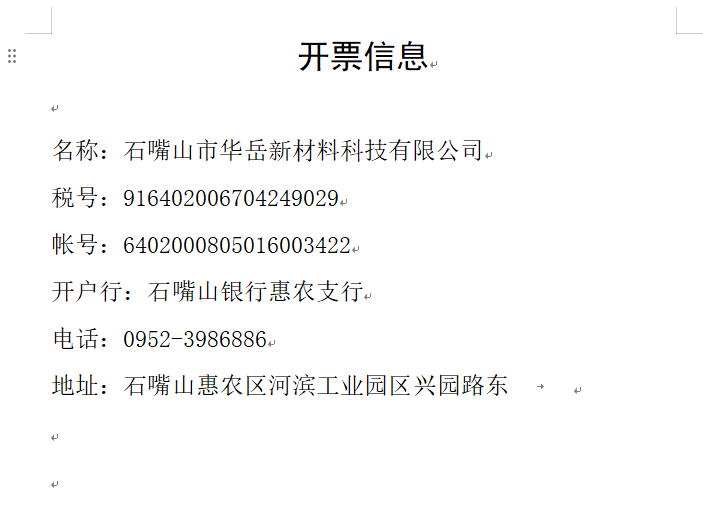 开票信息
名称：石嘴山市华岳新材料科技有限公司
税号：916402006704249029
帐号：6402000805016003422
开户行：石嘴山银行惠农支行
电话：0952-3986886
地址：石嘴山惠农区河滨工业园区兴园路东